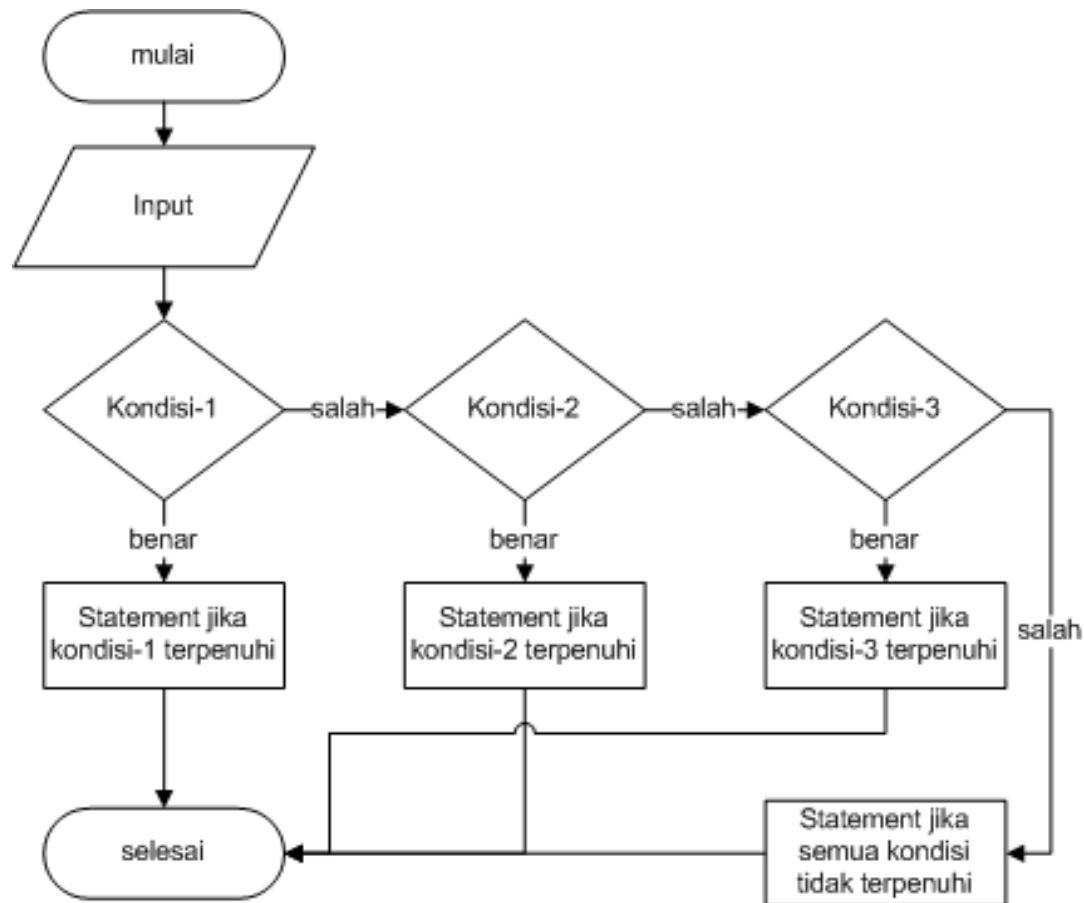 mulai
Input
Kondisi-1
salah
Kondisi-2
salah
Kondisi-3
benar
benar
benar
Statement jika
kondisi-1 terpenuhi
Statement jika
kondisi-2 terpenuhi
Statement jika
kondisi-3 terpenuhi
salah
selesai
Statement jika
semua kondisi
tidak terpenuhi